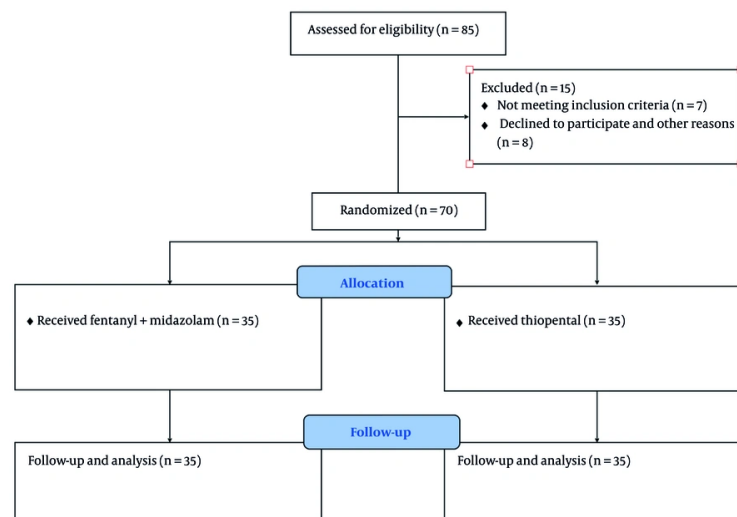 Assessed for eligibility (n = 85)
Excluded (n = 15)
♦ Not meeting inclusion criteria (n = 7)
♦ Declined to participate and other reasons
(n = 8)
Randomized (n = 70)
Allocation
♦ Received fentanyl + midazolam (n = 35)
♦ Received thiopental (n = 35)
Follow-up
Follow-up and analysis (n = 35)
Follow-up and analysis (n = 35)